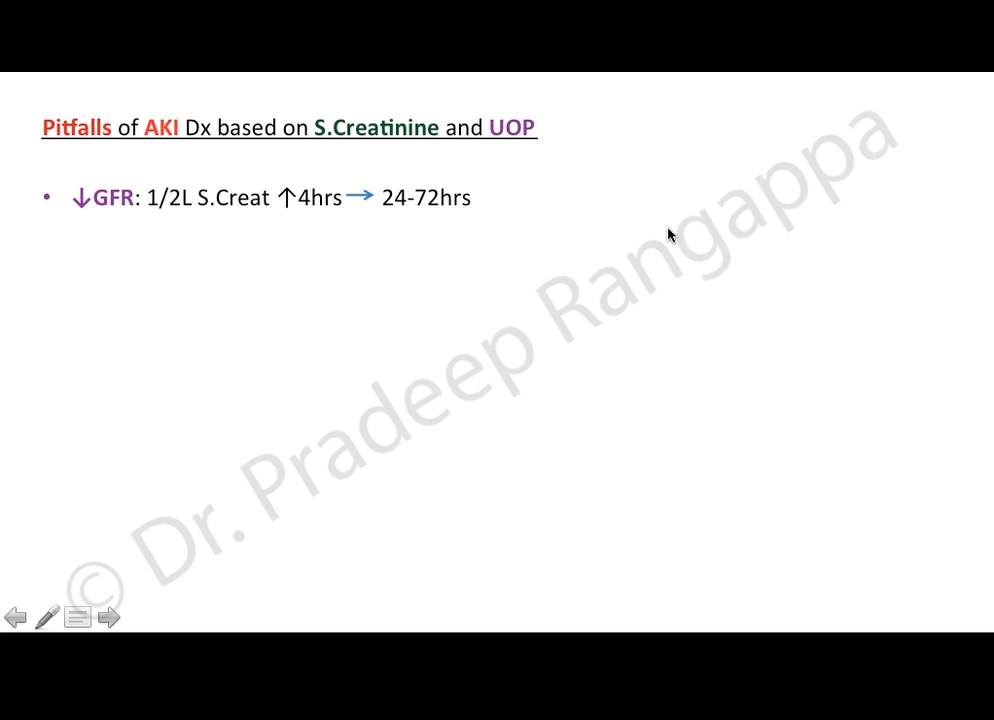 Pitfalls of AKI Dx based on S.Creatinine and UOP
• ↓GFR: 1/2L S.Creat ↑4hrs→ 24-72hrs
© Dr. Pradeep Rangappa